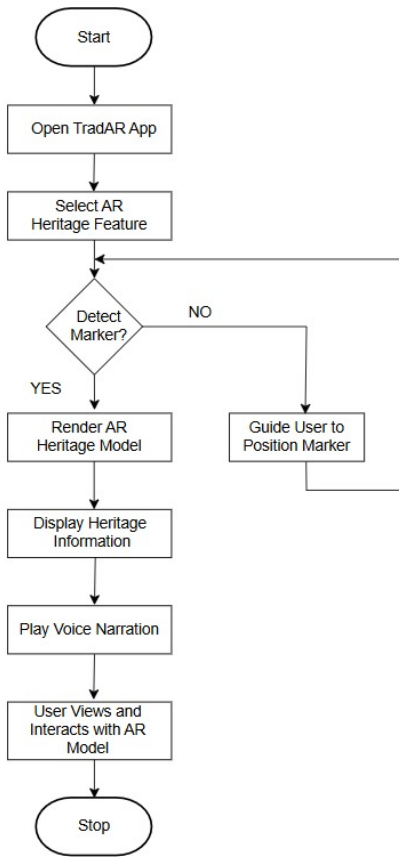 Start
Open TradAR App
Select AR
Heritage Feature
Detect
Marker?
NO
YES
Render AR
Heritage Model
Guide User to
Position Marker
Display Heritage
Information
Play Voice Narration
User Views and
Interacts with AR
Model
Stop